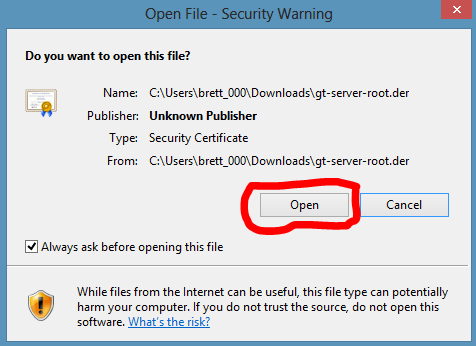 Open File - Security Warning
Do you want to open this file?
Name: C:\Users\brett_000\Downloads\gt-server-root.der
Publisher: Unknown Publisher
Type: Security Certificate
From: C:\Users\brett_000\Downloads\gt-server-root.der
Open Cancel
Always ask before opening this file
While files from the Internet can be useful, this file type can potentially
harm your computer. If you do not trust the source, do not open this
software. What's the risk?